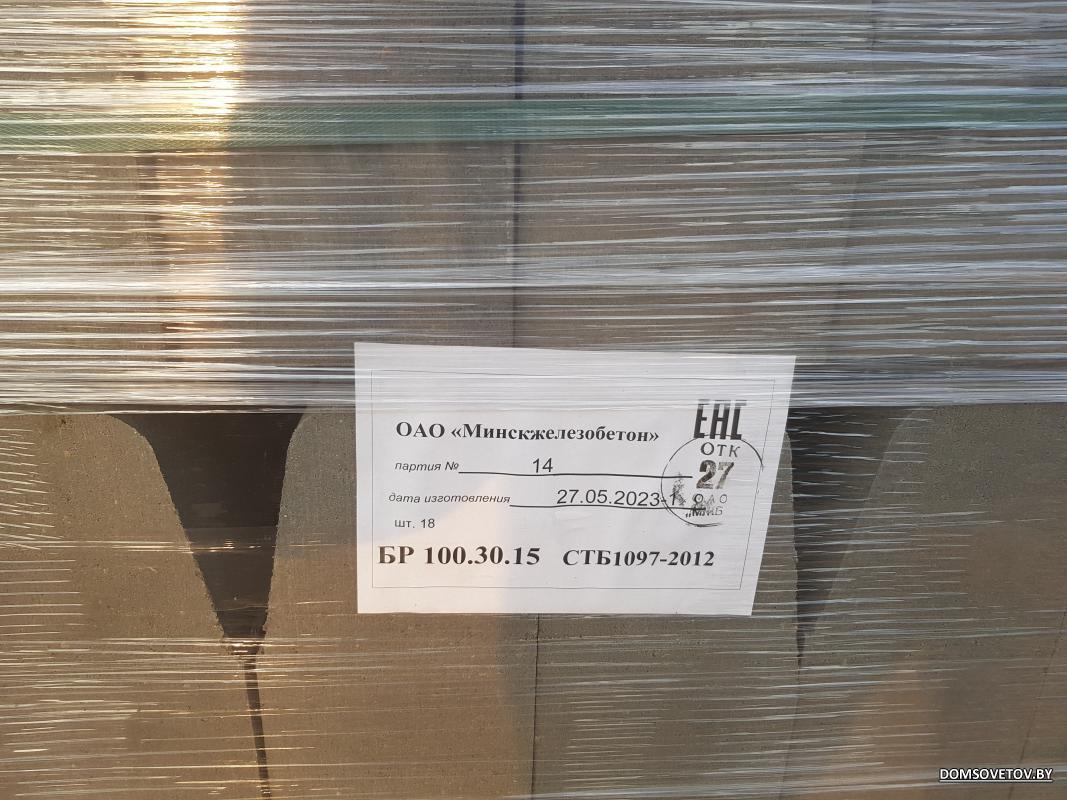 ОАО «Минскжелезобетон»
ЕАС
ОТК
27
партия № 14
дата изготовления 27.05.2023-1
ОАО
шт. 18
БР 100.30.15 СТБ1097-2012
DOMSOVETOV.BY